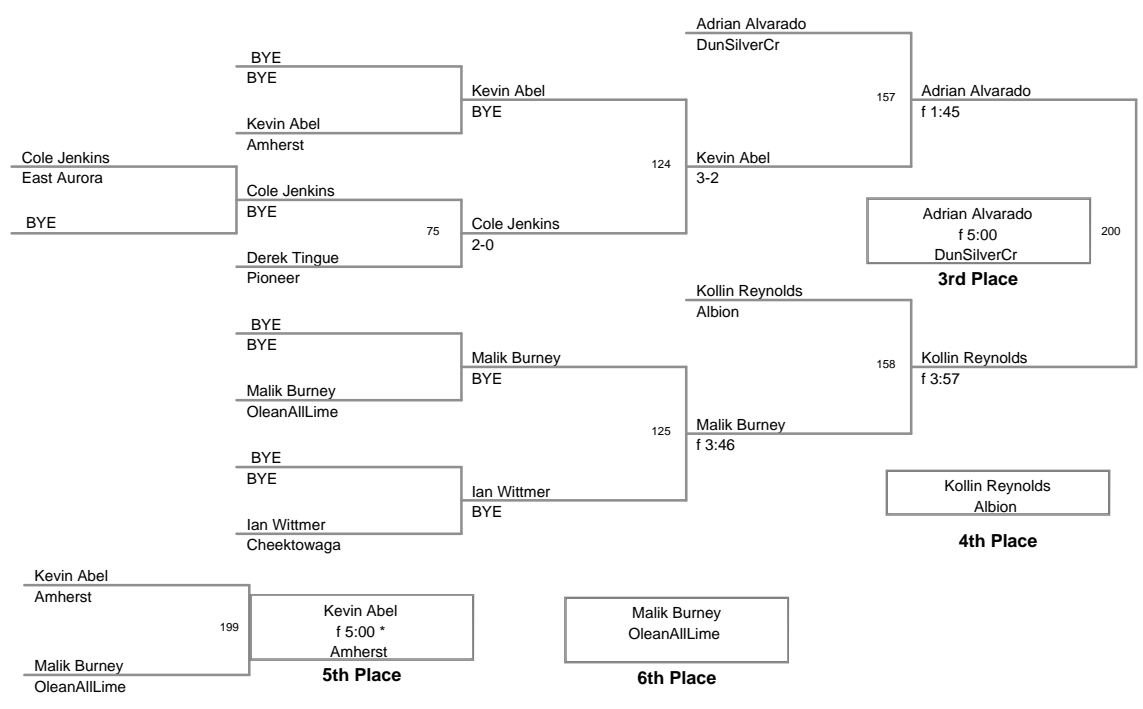 Adrian Alvarado
DunSilverCr
BYE
BYE
Kevin Abel
BYE
157
Adrian Alvarado
f 1:45
Kevin Abel
Amherst
Cole Jenkins
East Aurora
124
Kevin Abel
3-2
Cole Jenkins
BYE
BYE
75
Cole Jenkins
2-0
Adrian Alvarado
f 5:00
DunSilverCr
200
3rd Place
Derek Tingue
Pioneer
Kollin Reynolds
Albion
BYE
BYE
Malik Burney
BYE
158
Kollin Reynolds
f 3:57
Malik Burney
OleanAllLime
125
Malik Burney
f 3:46
BYE
BYE
Ian Wittmer
BYE
Kollin Reynolds
Albion
4th Place
Ian Wittmer
Cheektowaga
Kevin Abel
Amherst
199
Kevin Abel
f 5:00 *
Amherst
5th Place
Malik Burney
OleanAllLime
6th Place
Malik Burney
OleanAllLime